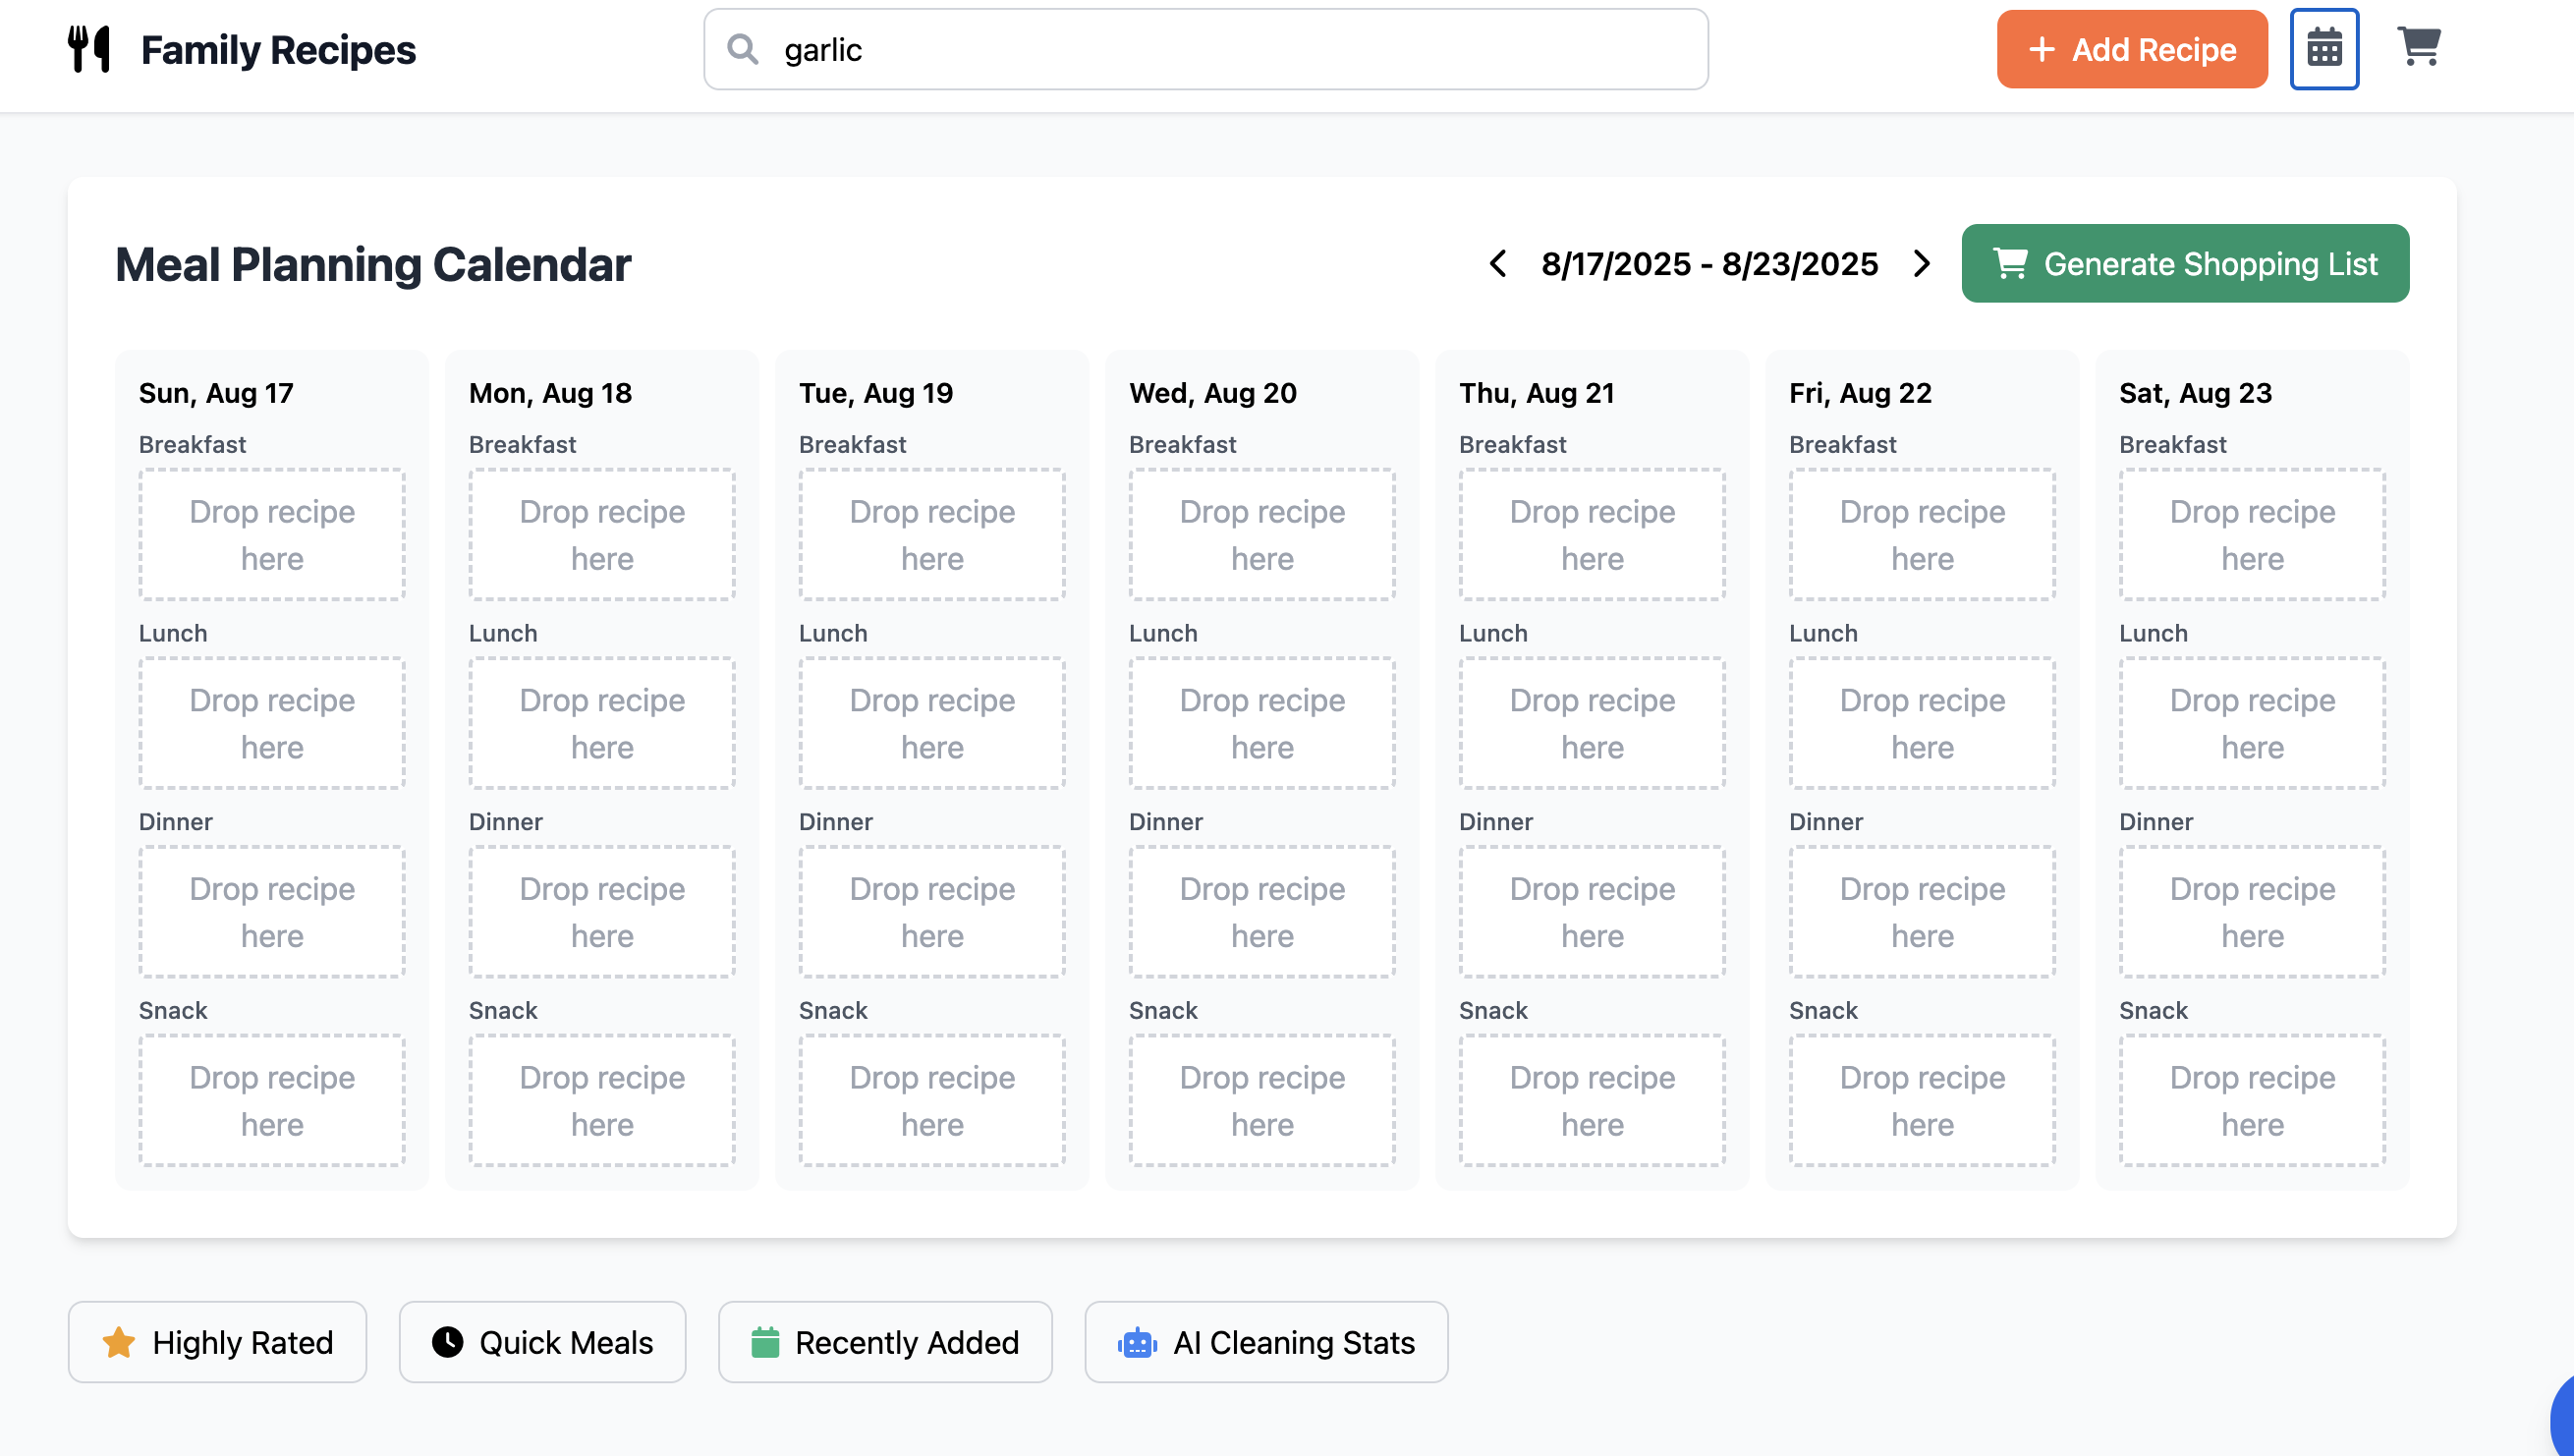 Family Recipes
garlic
+ Add Recipe
Meal Planning Calendar
8/17/2025 - 8/23/2025
Generate Shopping List
Sun, Aug 17
Breakfast
Drop recipe
here
Lunch
Drop recipe
here
Dinner
Drop recipe
here
Snack
Drop recipe
here
Mon, Aug 18
Breakfast
Drop recipe
here
Lunch
Drop recipe
here
Dinner
Drop recipe
here
Snack
Drop recipe
here
Tue, Aug 19
Breakfast
Drop recipe
here
Lunch
Drop recipe
here
Dinner
Drop recipe
here
Snack
Drop recipe
here
Wed, Aug 20
Breakfast
Drop recipe
here
Lunch
Drop recipe
here
Dinner
Drop recipe
here
Snack
Drop recipe
here
Thu, Aug 21
Breakfast
Drop recipe
here
Lunch
Drop recipe
here
Dinner
Drop recipe
here
Snack
Drop recipe
here
Fri, Aug 22
Breakfast
Drop recipe
here
Lunch
Drop recipe
here
Dinner
Drop recipe
here
Snack
Drop recipe
here
Sat, Aug 23
Breakfast
Drop recipe
here
Lunch
Drop recipe
here
Dinner
Drop recipe
here
Snack
Drop recipe
here
Highly Rated
Quick Meals
Recently Added
AI Cleaning Stats